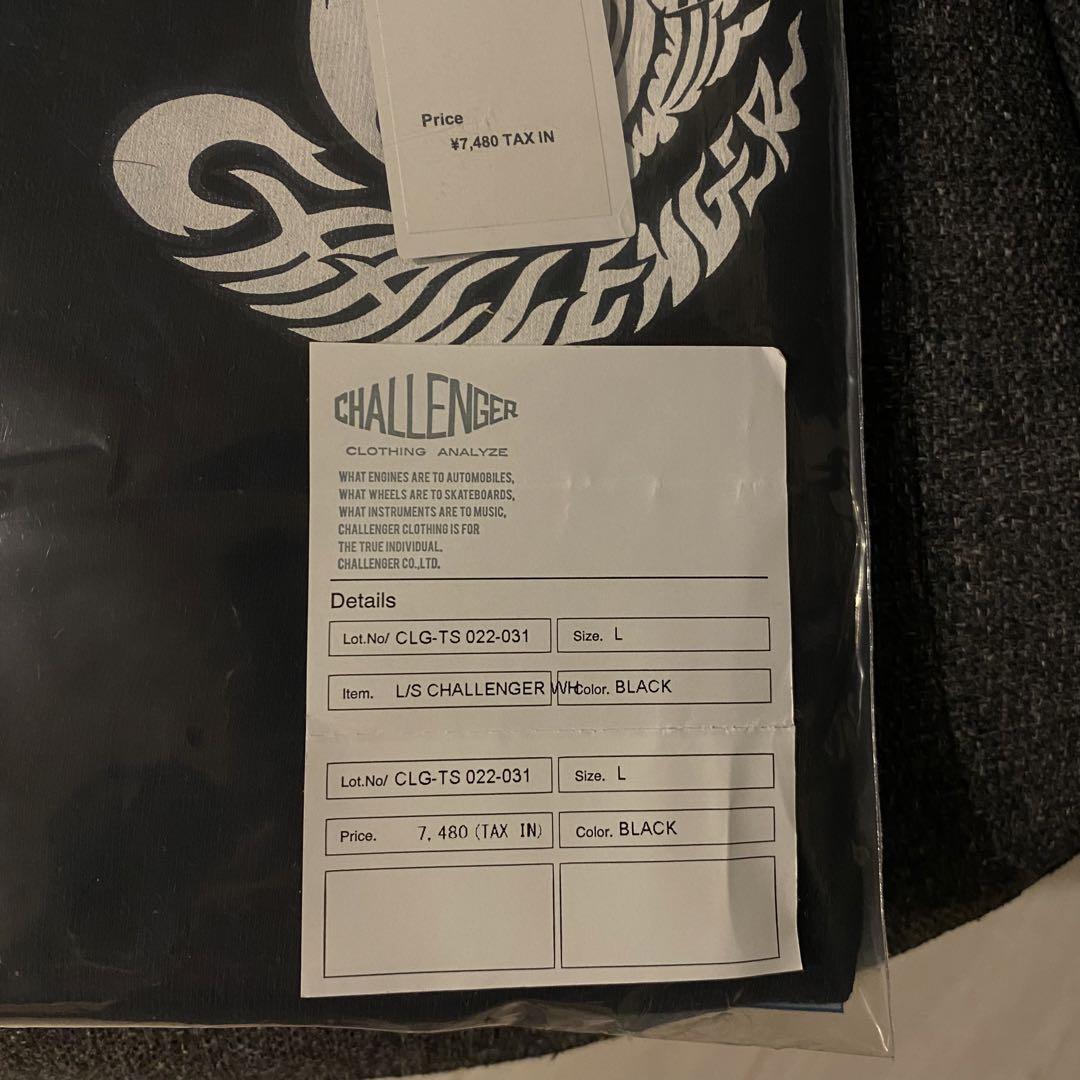 Price
¥7,480 TAX IN
CHALLENGER
CHALLENGER
CLOTHING ANALYZE
WHAT ENGINES ARE TO AUTOMOBILES,
WHAT WHEELS ARE TO SKATEBOARDS,
WHAT INSTRUMENTS ARE TO MUSIC,
CHALLENGER CLOTHING IS FOR
THE TRUE INDIVIDUAL.
CHALLENGER CO.,LTD.
Details
Lot.No/ CLG-TS 022-031 Size. L
Item. L/S CHALLENGER WH Color. BLACK
Lot.No/ CLG-TS 022-031 Size. L
Price. 7,480 (TAX IN) Color. BLACK